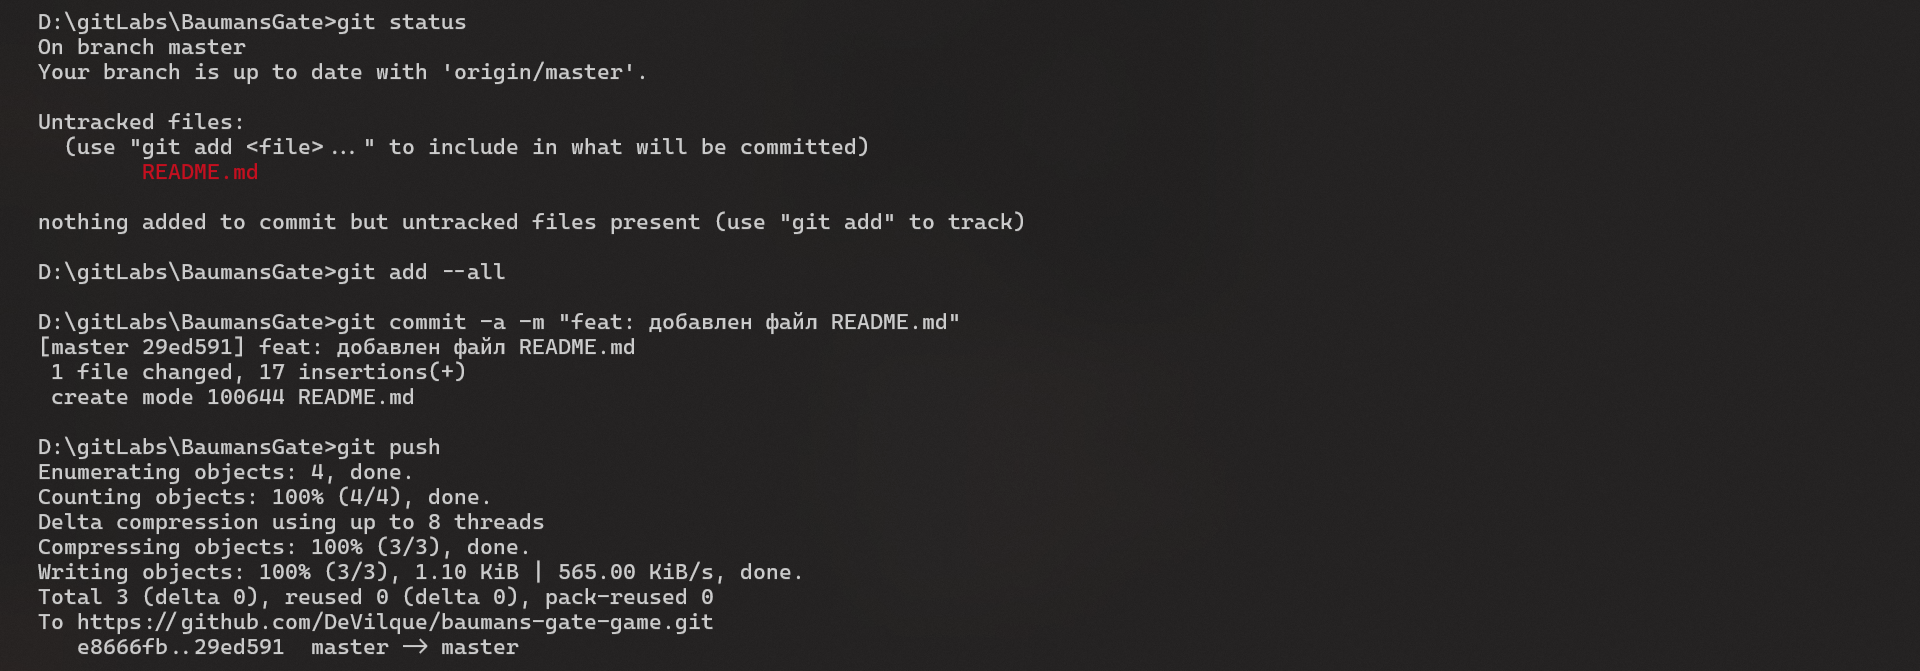 D:\gitLabs\BaumansGate>git status
On branch master
Your branch is up to date with 'origin/master'.
Untracked files:
(use "git add <file>..." to include in what will be committed)
README.md
nothing added to commit but untracked files present (use "git add" to track)
D:\gitLabs\BaumansGate>git add --all
D:\gitLabs\BaumansGate>git commit -a -m "feat: добавлен файл README.md"
[master 29ed591] feat: добавлен файл README.md
1 file changed, 17 insertions(+)
create mode 100644 README.md
D:\gitLabs\BaumansGate>git push
Enumerating objects: 4, done.
Counting objects: 100% (4/4), done.
Delta compression using up to 8 threads
Compressing objects: 100% (3/3), done.
Writing objects: 100% (3/3), 1.10 KiB | 565.00 KiB/s, done.
Total 3 (delta 0), reused 0 (delta 0), pack-reused 0
To https://github.com/DeVilque/baumans-gate-game.git
e8666fb..29ed591  master -> master